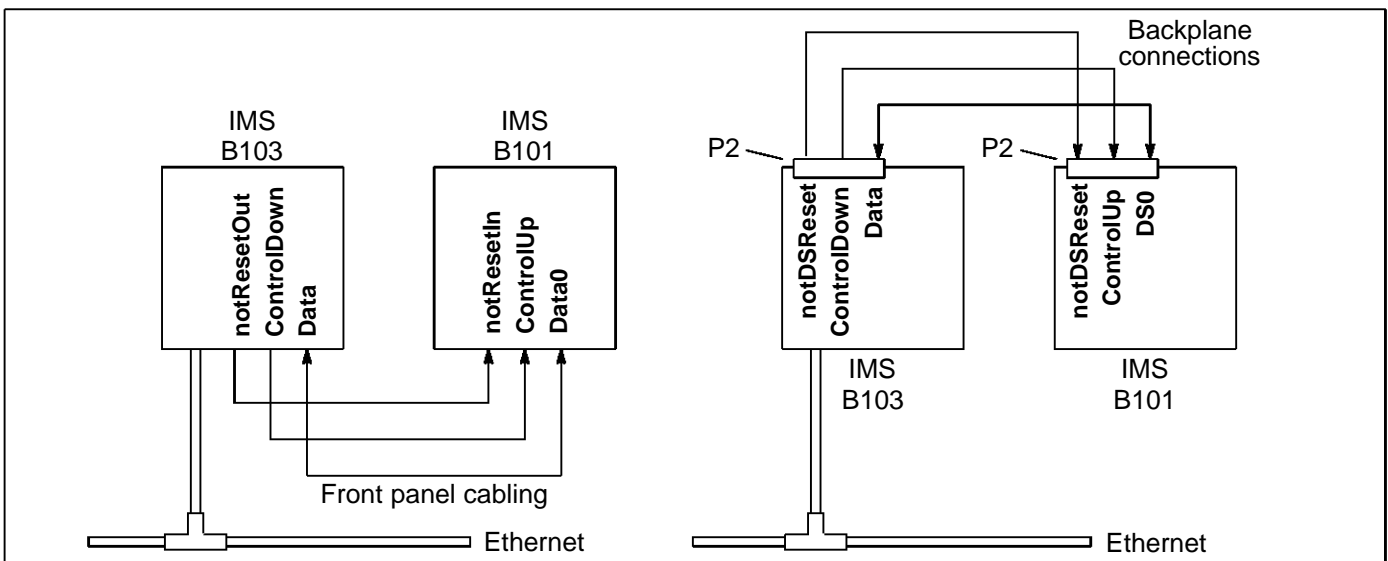 Backplane
connections
IMS
B103
IMS
B101
P2
P2
notResetOut
ControlDown
Data
notResetIn
ControlUp
Data0
notDSReset
ControlDown
Data
notDSReset
ControlUp
DS0
IMS
B103
IMS
B101
Front panel cabling
Ethernet
Ethernet